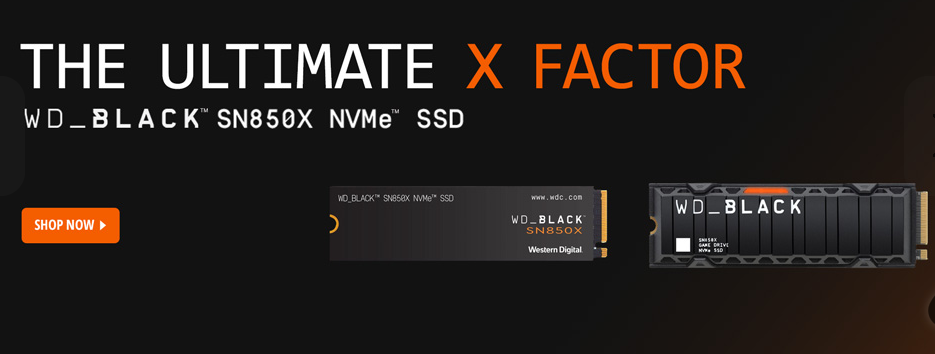 THE ULTIMATE X FACTOR
WD_BLACK™ SN850X NVMe™ SSD
SHOP NOW
WD_BLACK™ SN850X NVMe™ SSD
www.wdc.com
WD_BLACK™
SN850X
Western Digital
WD_BLACK
SN850X
GAME DRIVE
NVMe SSD